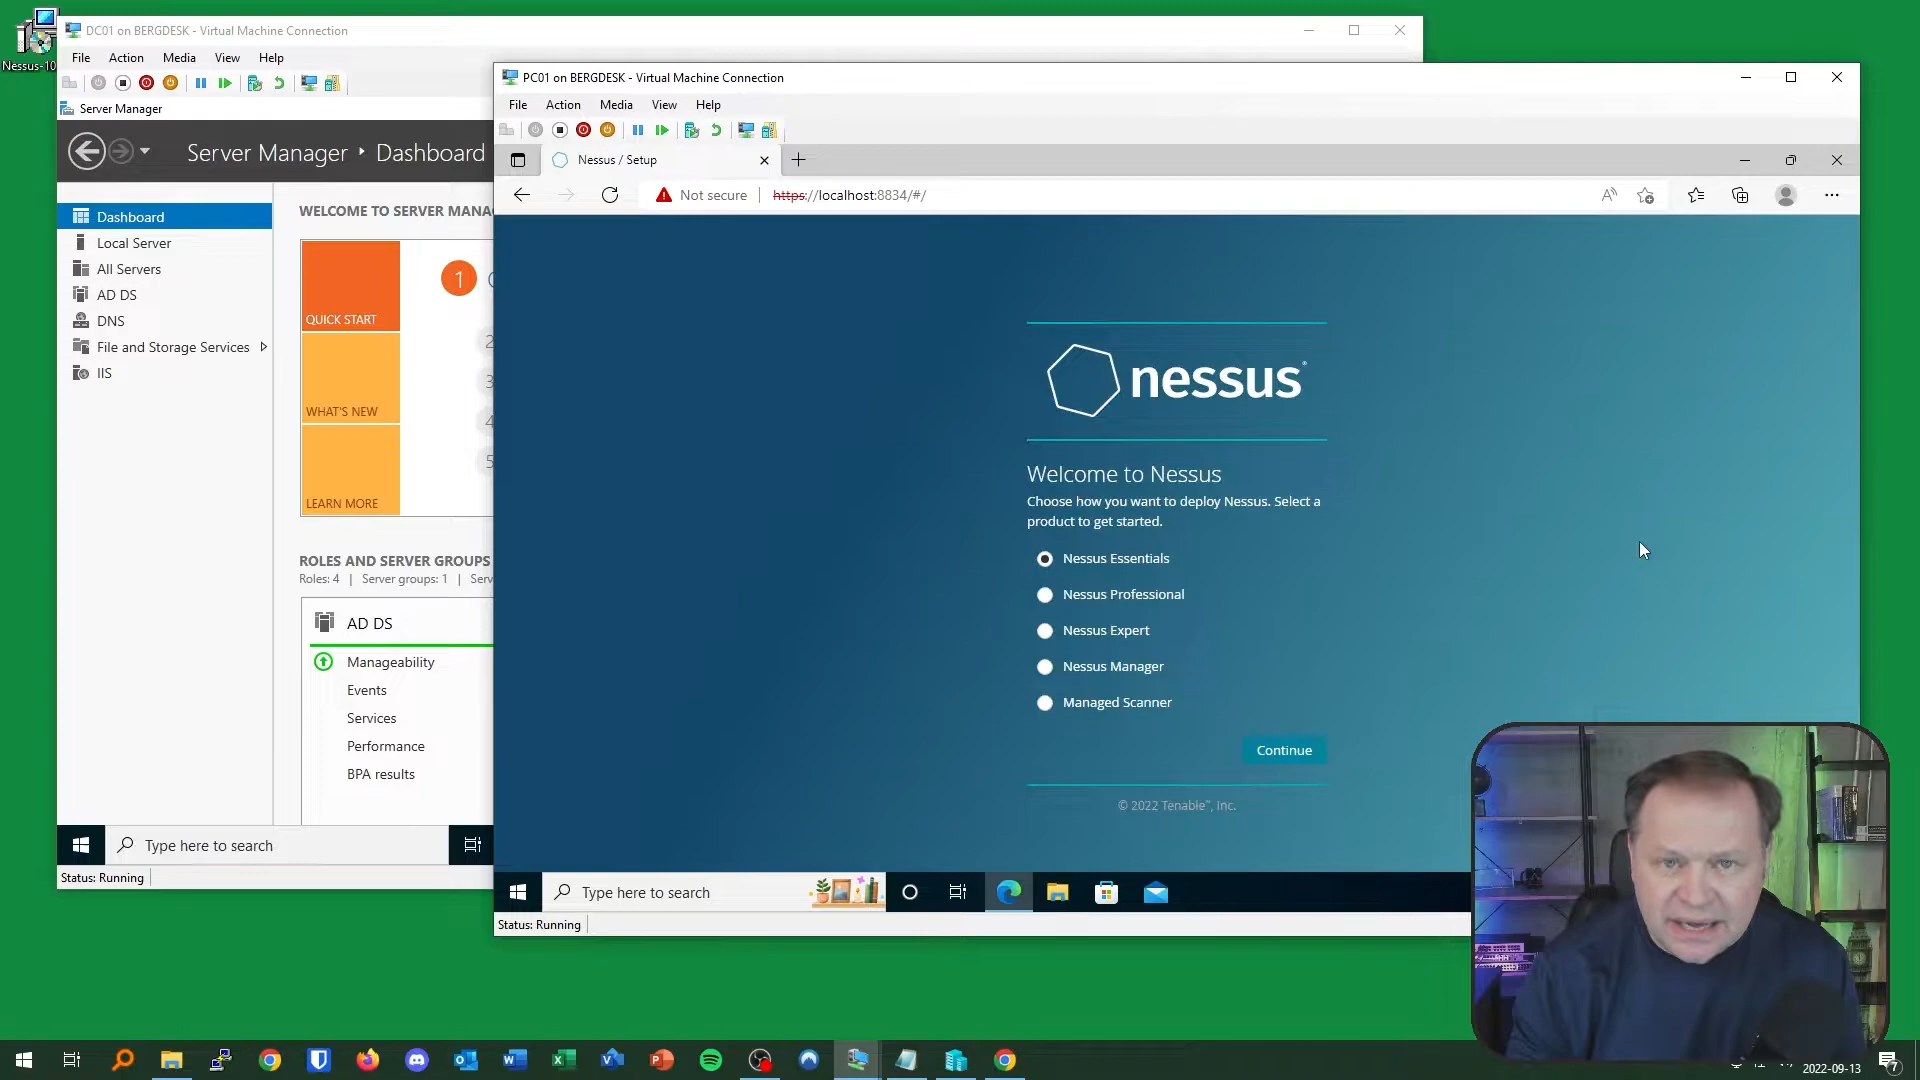 Nessus-10
DC01 on BERGDESK - Virtual Machine Connection
File Action Media View Help
Server Manager
Server Manager ‣ Dashboard
Dashboard
Local Server
All Servers
AD DS
DNS
File and Storage Services
IIS
WELCOME TO SERVER MANA
QUICK START
WHAT'S NEW
LEARN MORE
1
2
3
4
5
ROLES AND SERVER GROUPS
Roles: 4 | Server groups: 1 | Serv
AD DS
Manageability
Events
Services
Performance
BPA results
Type here to search
Status: Running
PC01 on BERGDESK - Virtual Machine Connection
File Action Media View Help
Nessus / Setup
Not secure | https://localhost:8834/#/
nessus
Welcome to Nessus
Choose how you want to deploy Nessus. Select a
product to get started.
Nessus Essentials
Nessus Professional
Nessus Expert
Nessus Manager
Managed Scanner
Continue
© 2022 Tenable™, Inc.
Type here to search
Status: Running
2022-09-13
7